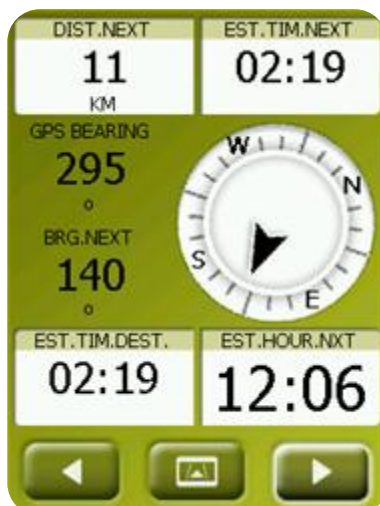 DIST.NEXT
EST.TIM.NEXT
11
KM
02:19
GPS BEARING
295
°
BRG.NEXT
140
°
W
N
S
E
EST.TIM.DEST.
EST.HOUR.NXT
02:19
12:06